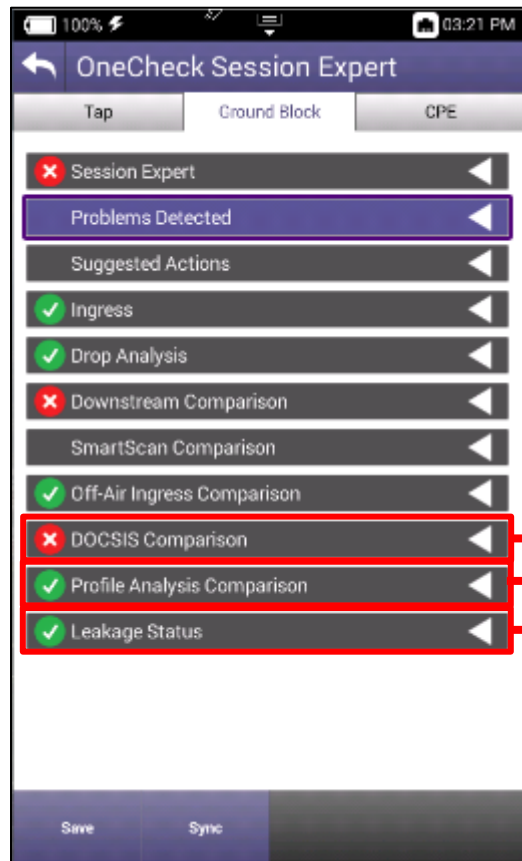 100% 03:21 PM
OneCheck Session Expert
Tap Ground Block CPE
Session Expert
Problems Detected
Suggested Actions
Ingress
Drop Analysis
Downstream Comparison
SmartScan Comparison
Off-Air Ingress Comparison
DOCSIS Comparison
Profile Analysis Comparison
Leakage Status
Save Sync